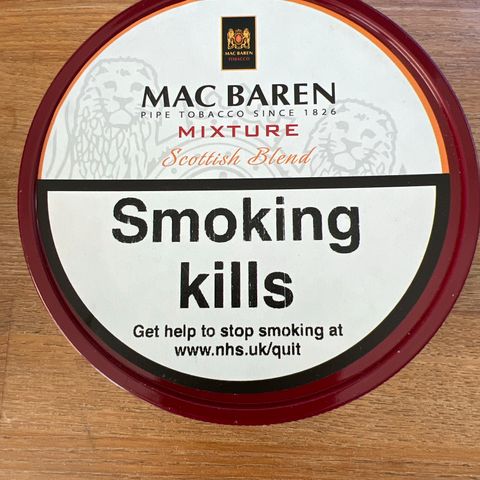 MAC BAREN
TOBACCO
MAC BAREN
PIPE TOBACCO SINCE 1826
MIXTURE
Scottish Blend
Smoking
kills
Get help to stop smoking at
www.nhs.uk/quit